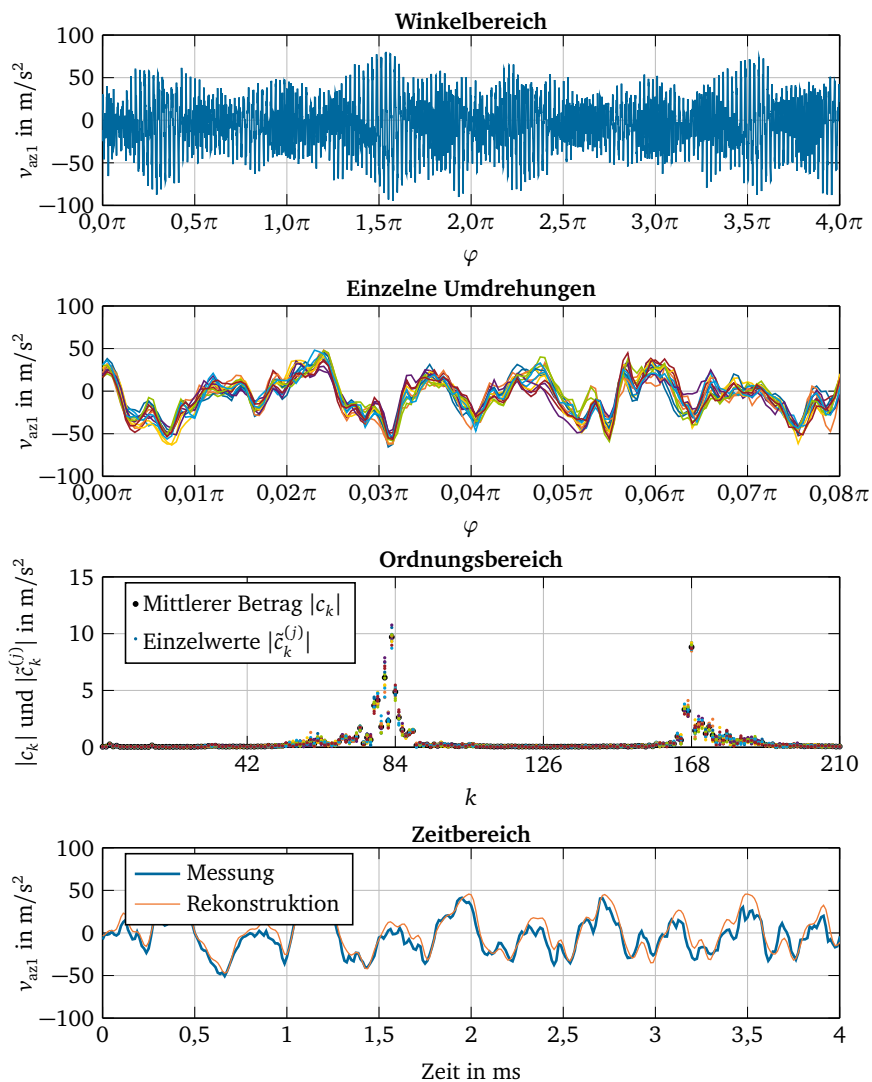 Winkelbereich
v_az1 in m/s²
100
50
0
−50
−100
0,0π 0,5π 1,0π 1,5π 2,0π 2,5π 3,0π 3,5π 4,0π
φ
Einzelne Umdrehungen
v_az1 in m/s²
100
50
0
−50
−100
0,00π 0,01π 0,02π 0,03π 0,04π 0,05π 0,06π 0,07π 0,08π
φ
Ordnungsbereich
|c_k| und |c̃_k^(j)| in m/s²
15
10
5
0
Mittlerer Betrag |c_k|
Einzelwerte |c̃_k^(j)|
42 84 126 168 210
k
Zeitbereich
v_az1 in m/s²
100
50
0
−50
−100
Messung
Rekonstruktion
0 0,5 1 1,5 2 2,5 3 3,5 4
Zeit in ms